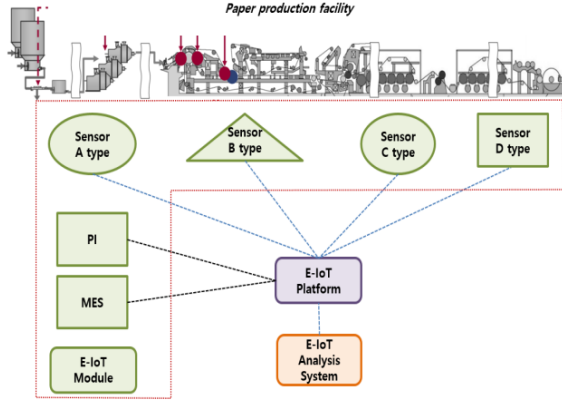 Paper production facility
Sensor
A type
Sensor
B type
Sensor
C type
Sensor
D type
PI
MES
E-IoT
Platform
E-IoT
Module
E-IoT
Analysis
System